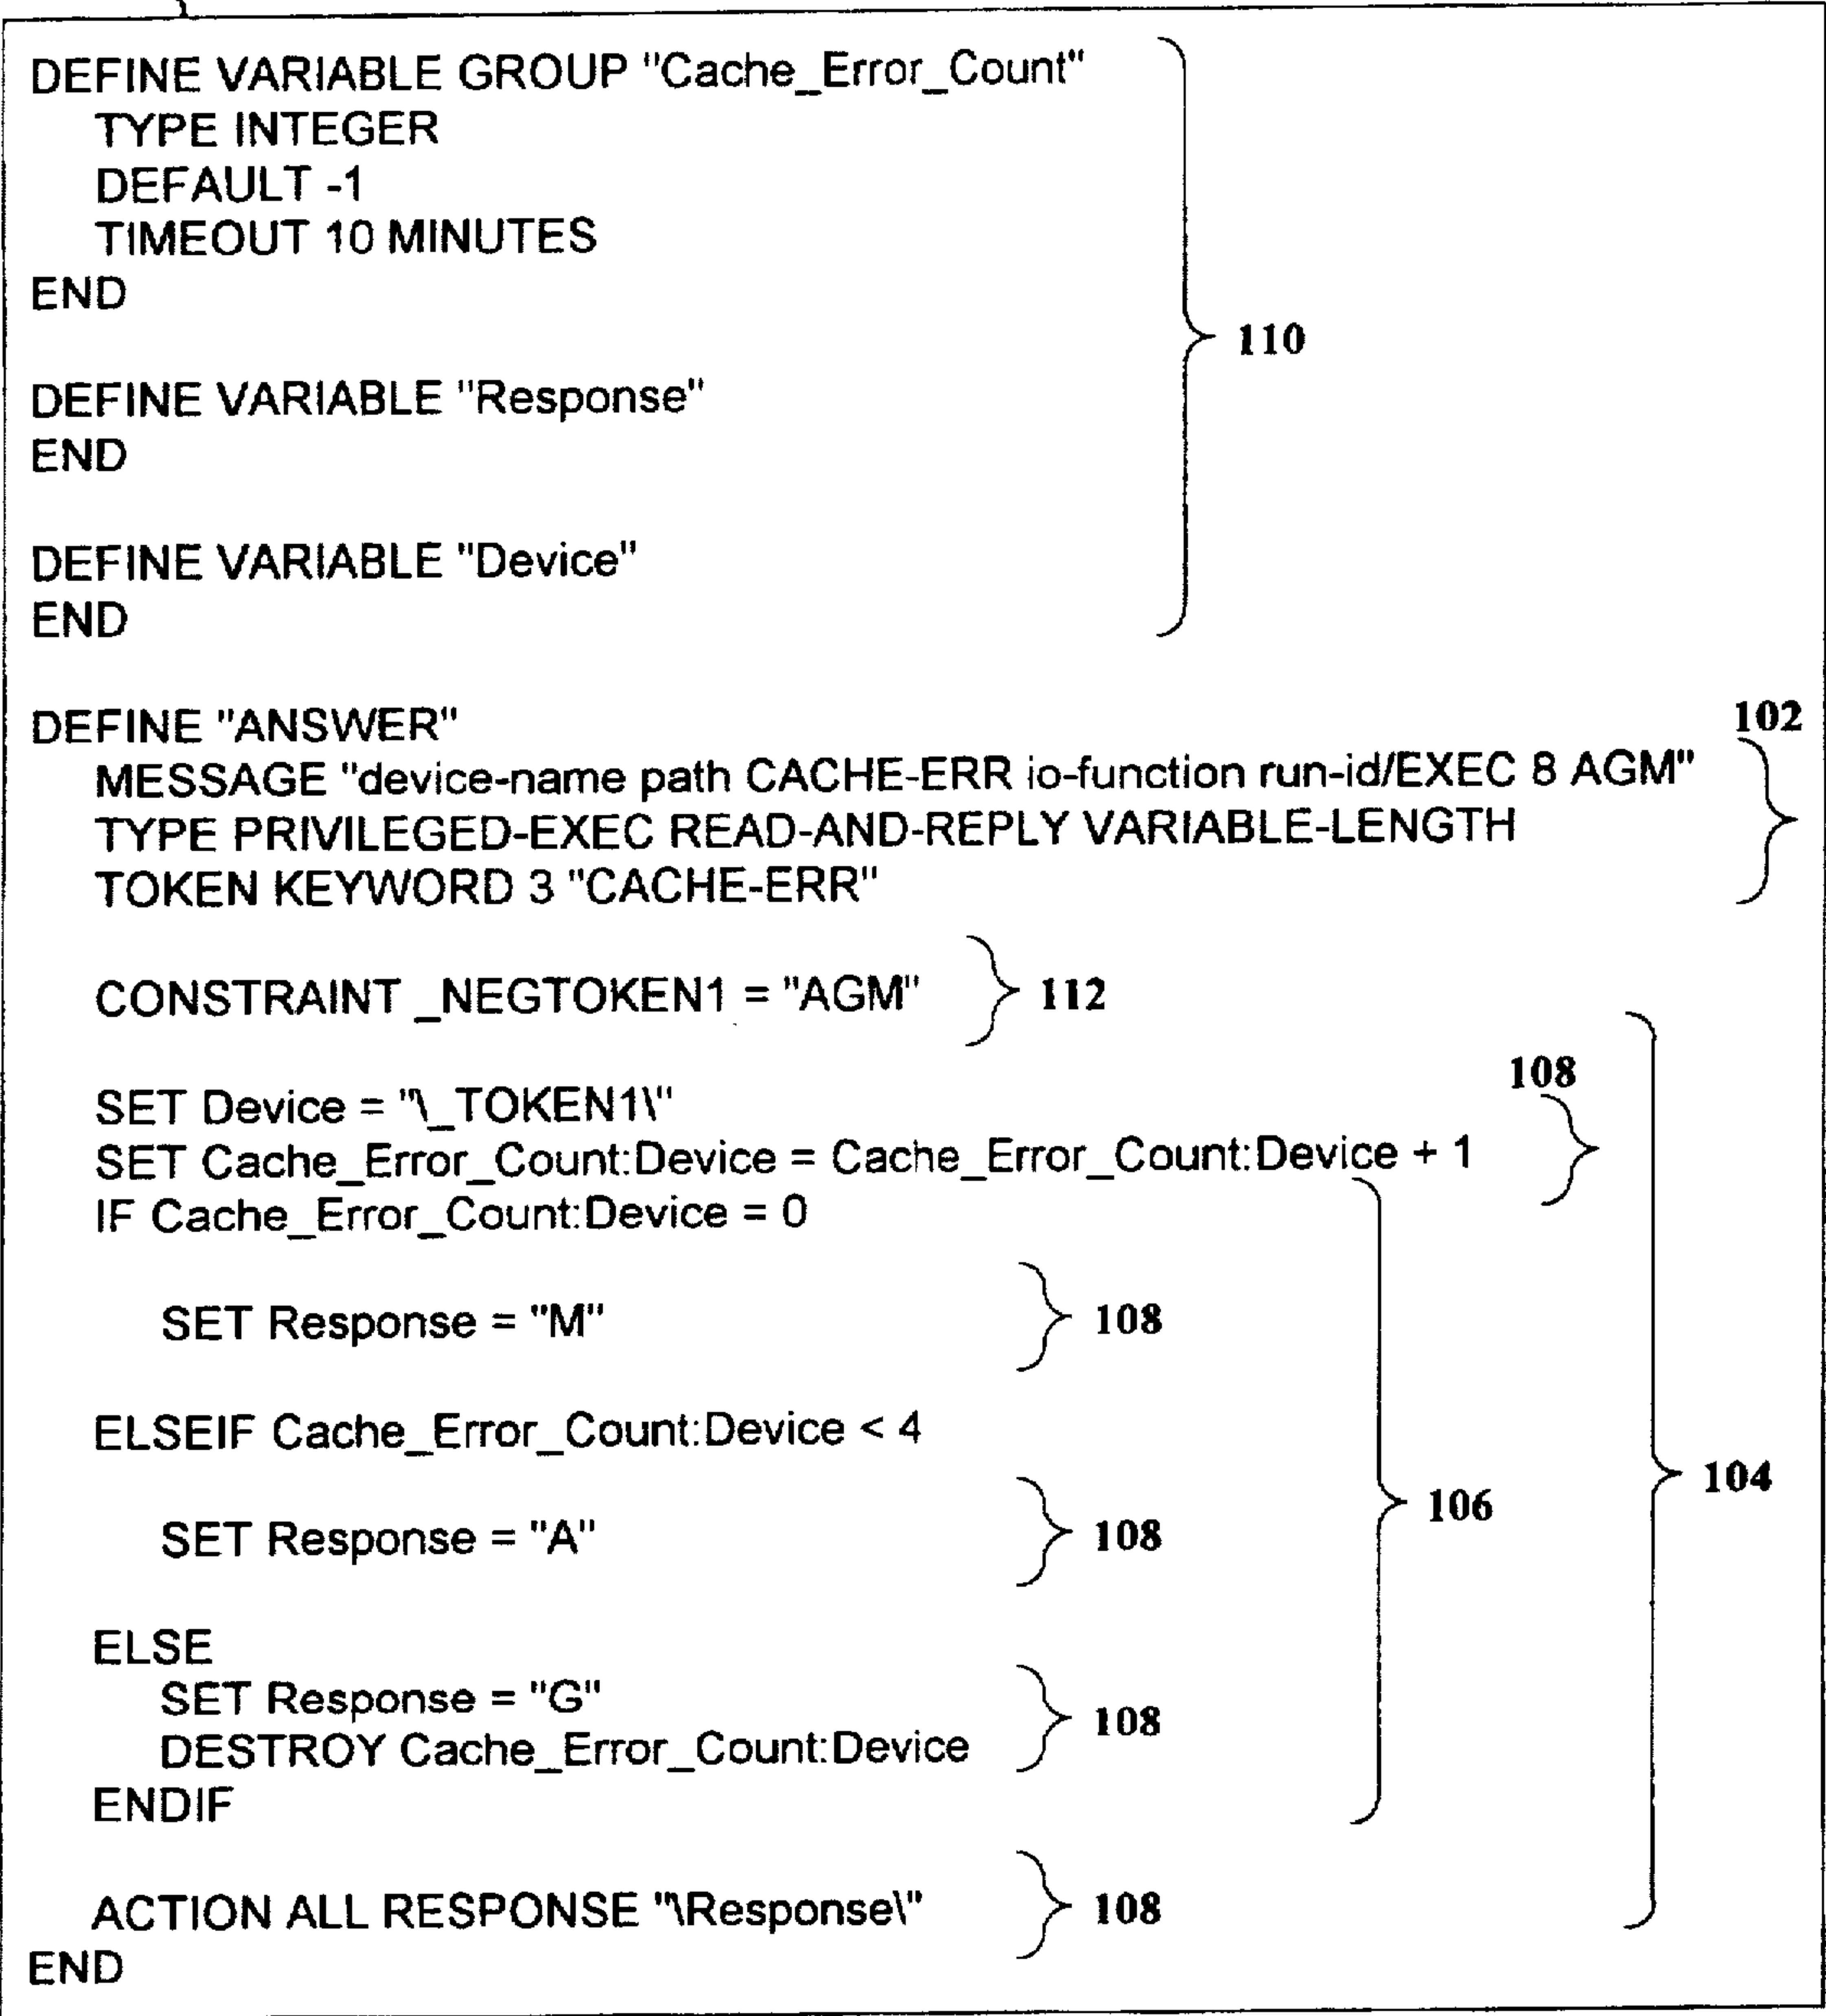 DEFINE VARIABLE GROUP "Cache_Error_Count"
TYPE INTEGER
DEFAULT -1
TIMEOUT 10 MINUTES
END
110
DEFINE VARIABLE "Response"
END
DEFINE VARIABLE "Device"
END
DEFINE "ANSWER"
102
MESSAGE "device-name path CACHE-ERR io-function run-id/EXEC 8 AGM"
TYPE PRIVILEGED-EXEC READ-AND-REPLY VARIABLE-LENGTH
TOKEN KEYWORD 3 "CACHE-ERR"
CONSTRAINT _NEGTOKEN1 = "AGM" 112
108
SET Device = "\_TOKEN1\"
SET Cache_Error_Count:Device = Cache_Error_Count:Device + 1
IF Cache_Error_Count:Device = 0
SET Response = "M" 108
ELSEIF Cache_Error_Count:Device < 4
104
106
SET Response = "A" 108
ELSE
SET Response = "G"
108
DESTROY Cache_Error_Count:Device
ENDIF
ACTION ALL RESPONSE "\Response\" 108
END